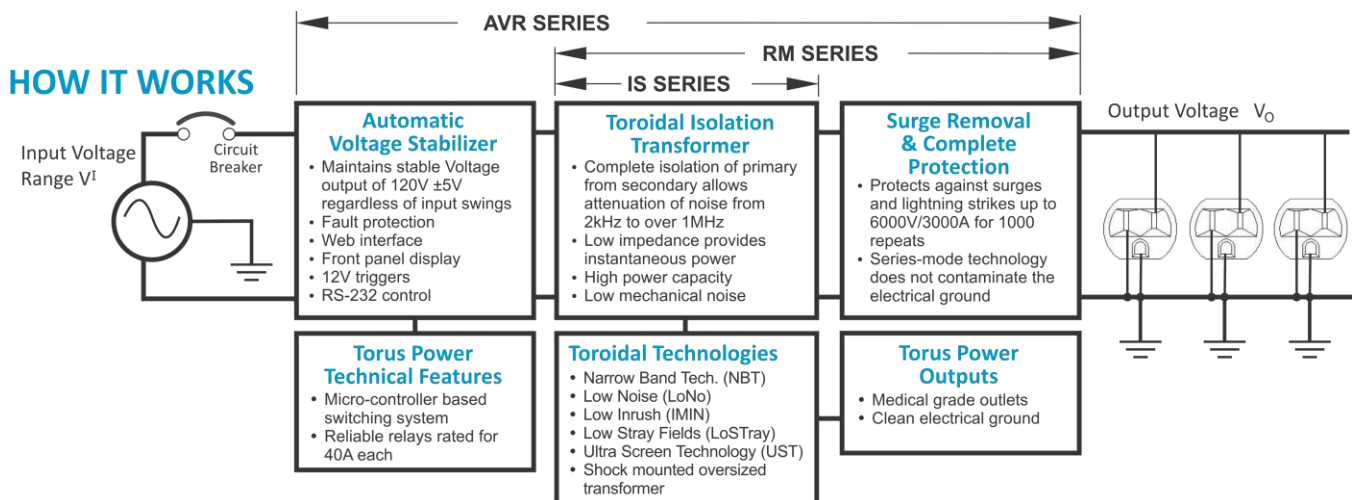 AVR SERIES
RM SERIES
IS SERIES
HOW IT WORKS
Input Voltage
Range Vᴵ
Circuit
Breaker
Automatic
Voltage Stabilizer
• Maintains stable Voltage
output of 120V ±5V
regardless of input swings
• Fault protection
• Web interface
• Front panel display
• 12V triggers
• RS-232 control
Toroidal Isolation
Transformer
• Complete isolation of primary
from secondary allows
attenuation of noise from
2kHz to over 1MHz
• Low impedance provides
instantaneous power
• High power capacity
• Low mechanical noise
Surge Removal
& Complete
Protection
• Protects against surges
and lightning strikes up to
6000V/3000A for 1000
repeats
• Series-mode technology
does not contaminate the
electrical ground
Output Voltage Vₒ
Torus Power
Technical Features
• Micro-controller based
switching system
• Reliable relays rated for
40A each
Toroidal Technologies
• Narrow Band Tech. (NBT)
• Low Noise (LoNo)
• Low Inrush (IMIN)
• Low Stray Fields (LoSTray)
• Ultra Screen Technology (UST)
• Shock mounted oversized
transformer
Torus Power
Outputs
• Medical grade outlets
• Clean electrical ground